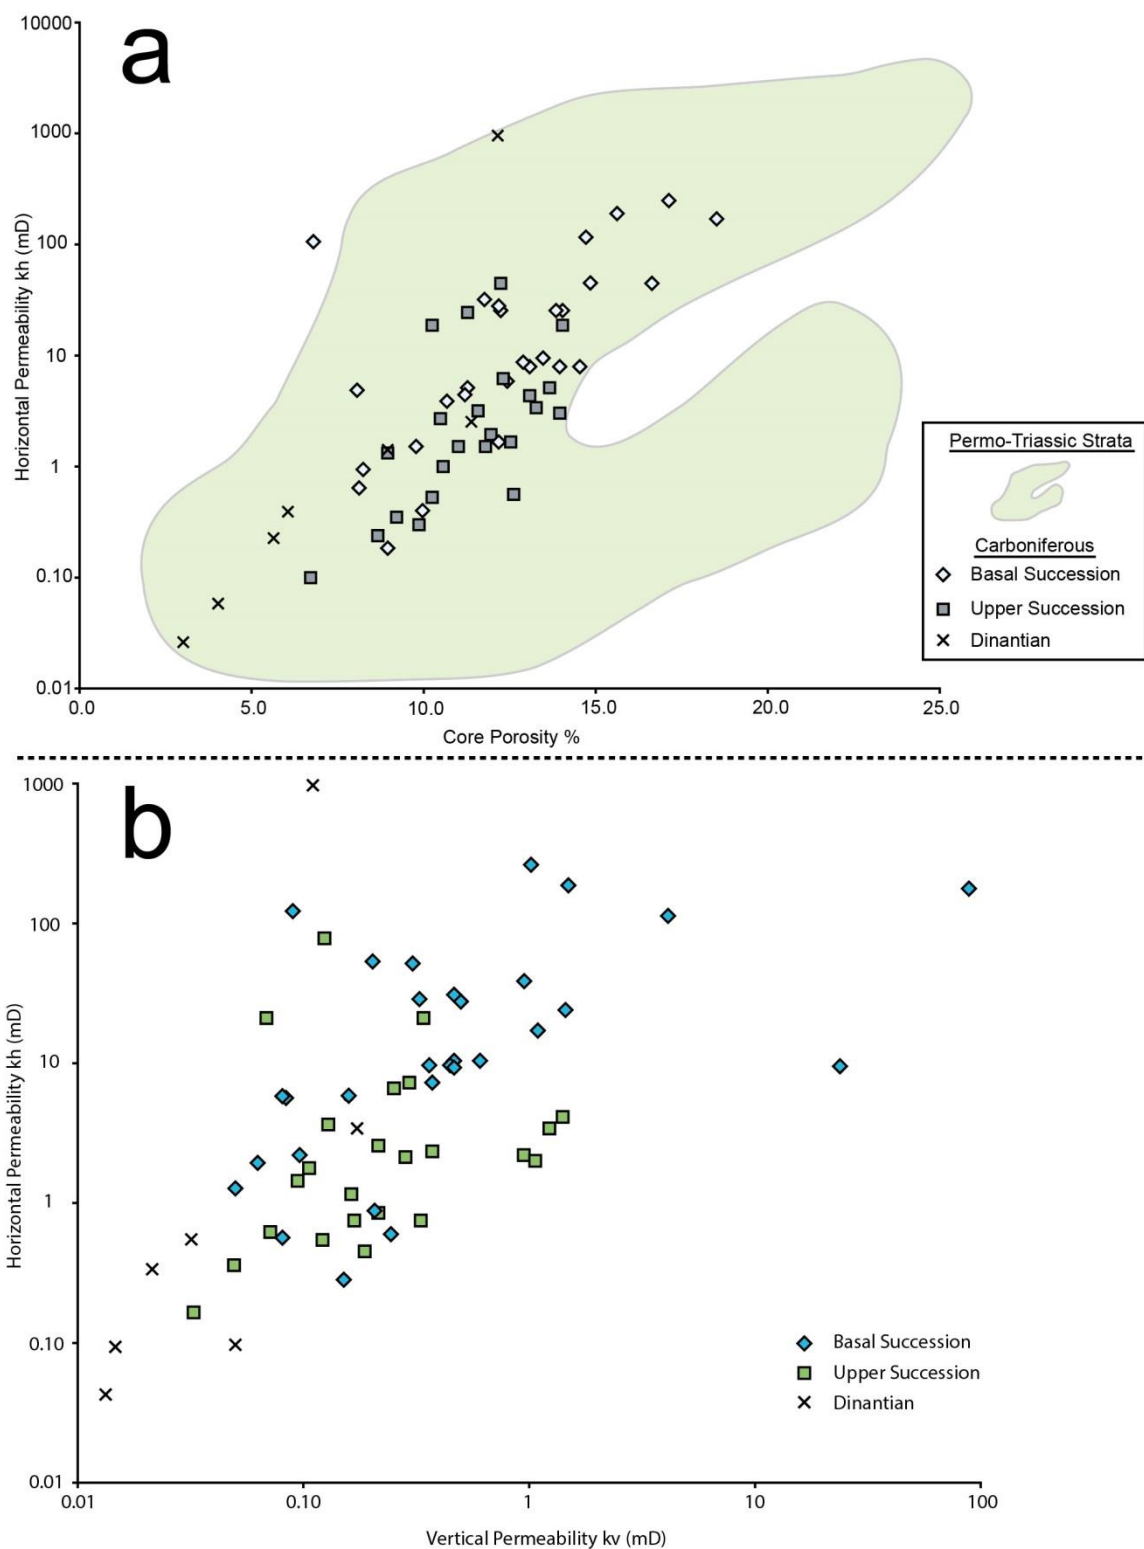 a
10000
1000
100
10
1
0.10
0.01
Horizontal Permeability kh (mD)
0.0 5.0 10.0 15.0 20.0 25.0
Core Porosity %
Permo-Triassic Strata
Carboniferous
Basal Succession
Upper Succession
Dinantian
b
1000
100
10
1
0.10
0.01
Horizontal Permeability kh (mD)
Basal Succession
Upper Succession
Dinantian
0.01 0.10 1 10 100
Vertical Permeability kv (mD)